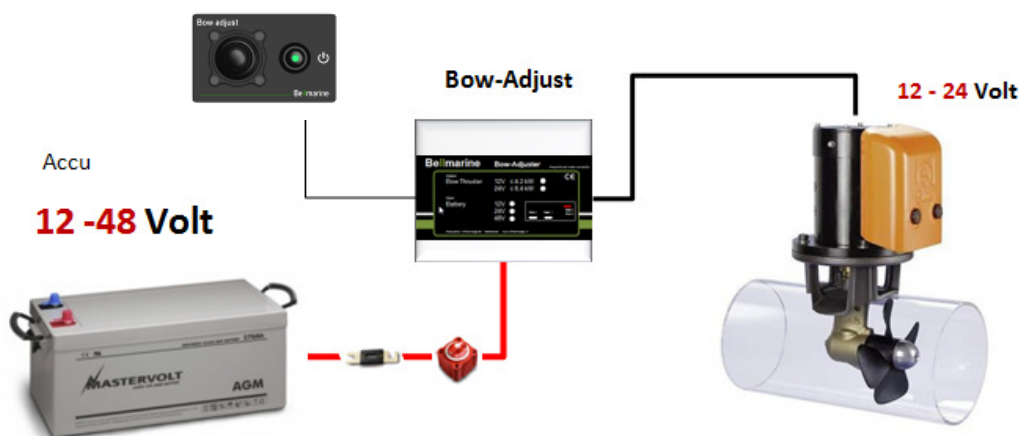 Bow adjust
Bellmarine
Bow-Adjust
12 - 24 Volt
Accu
12 -48 Volt
Bellmarine Bow-Adjuster
CE
Bow Thruster 12V
24V
Battery 12V
24V
48V
MASTERVOLT
AGM